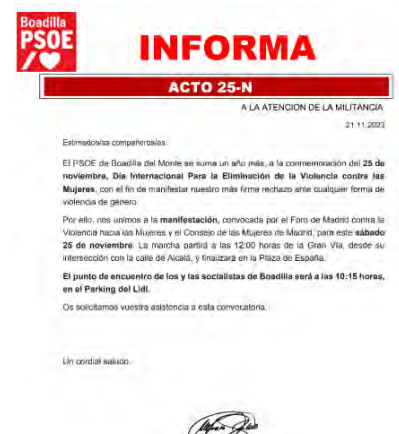 Boadilla
PSOE
INFORMA
ACTO 25-N
A LA ATENCIÓN DE LA MILITANCIA
21.11.2023
Estimados/as compañeros/as:
El PSOE de Boadilla del Monte se suma un año más, a la conmemoración del 25 de
noviembre, Día Internacional Para la Eliminación de la Violencia contra las
Mujeres, con el fin de manifestar nuestro más firme rechazo ante cualquier forma de
violencia de género.
Por ello, nos unimos a la manifestación, convocada por el Foro de Madrid contra la
Violencia hacia las Mujeres y el Consejo de las Mujeres de Madrid, para este sábado
25 de noviembre. La marcha partirá a las 12:00 horas de la Gran Vía, desde su
intersección con la calle de Alcalá, y finalizará en la Plaza de España.
El punto de encuentro de los y las socialistas de Boadilla será a las 10:15 horas,
en el Parking del Lidl.
Os solicitamos vuestra asistencia a esta convocatoria.
Un cordial saludo.